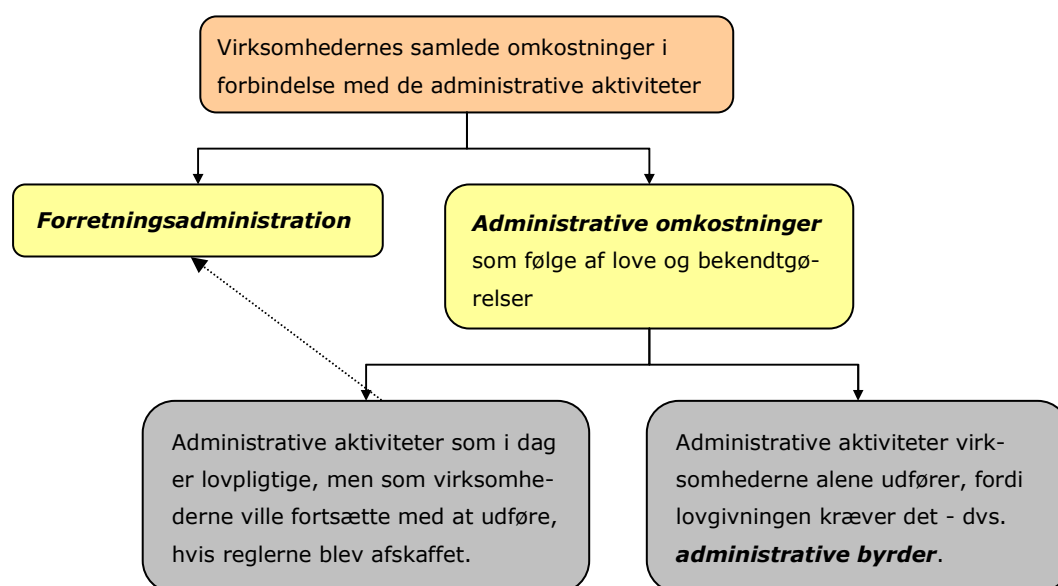 Virksomhedernes samlede omkostninger i
forbindelse med de administrative aktiviteter
Forretningsadministration
Administrative omkostninger
som følge af love og bekendtgø-
relser
Administrative aktiviteter som i dag
er lovpligtige, men som virksomhe-
derne ville fortsætte med at udføre,
hvis reglerne blev afskaffet.
Administrative aktiviteter virk-
somhederne alene udfører, fordi
lovgivningen kræver det - dvs.
administrative byrder.